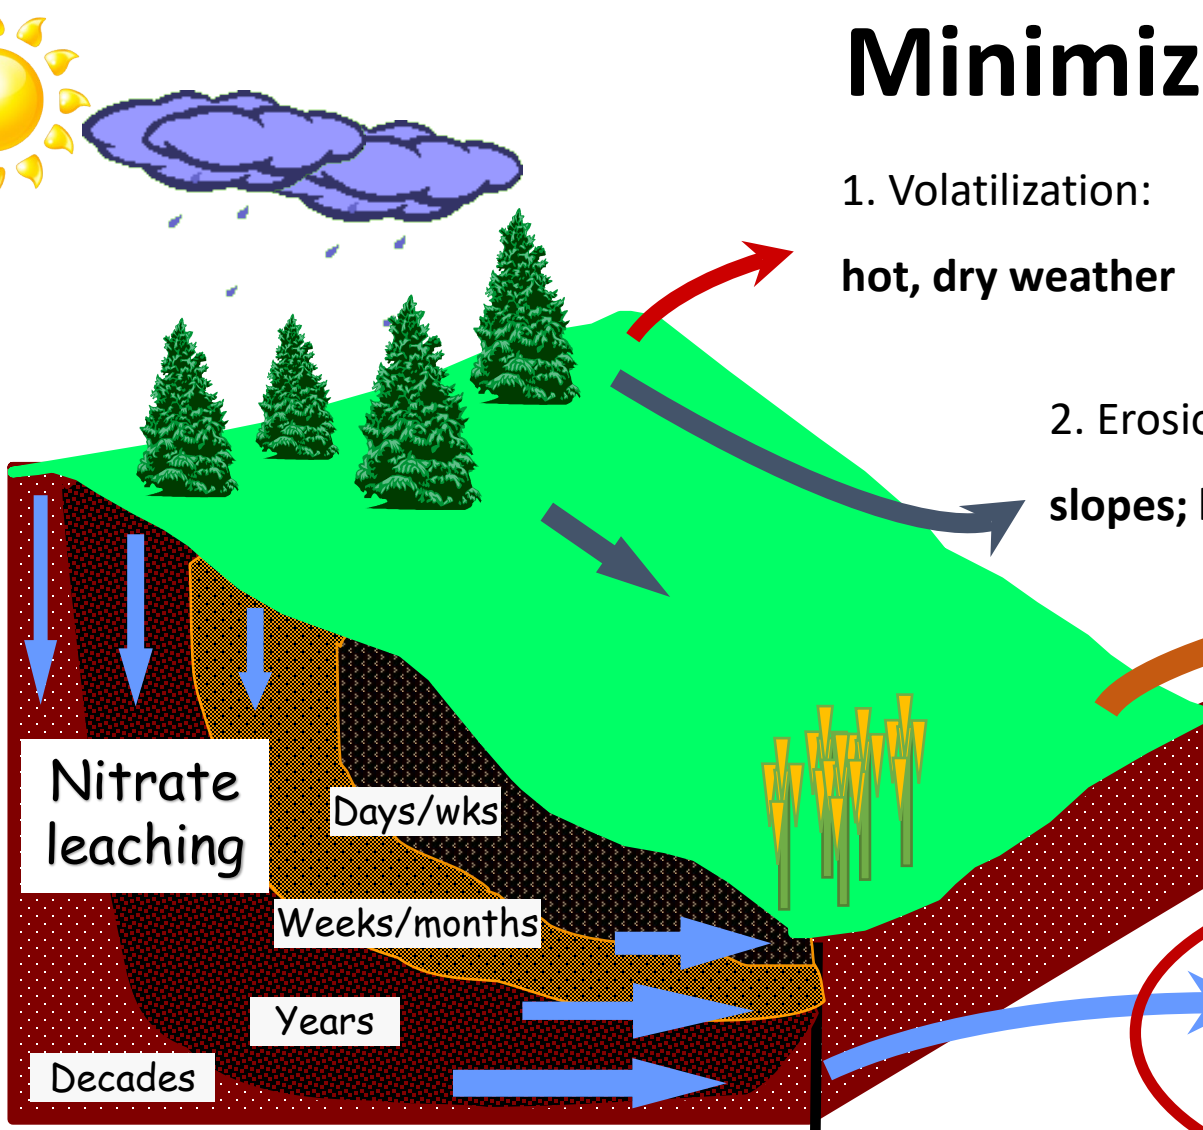 Minimiz
1. Volatilization:
hot, dry weather
2. Erosi
slopes;
Nitrate
leaching
Days/wks
Weeks/months
Years
Decades